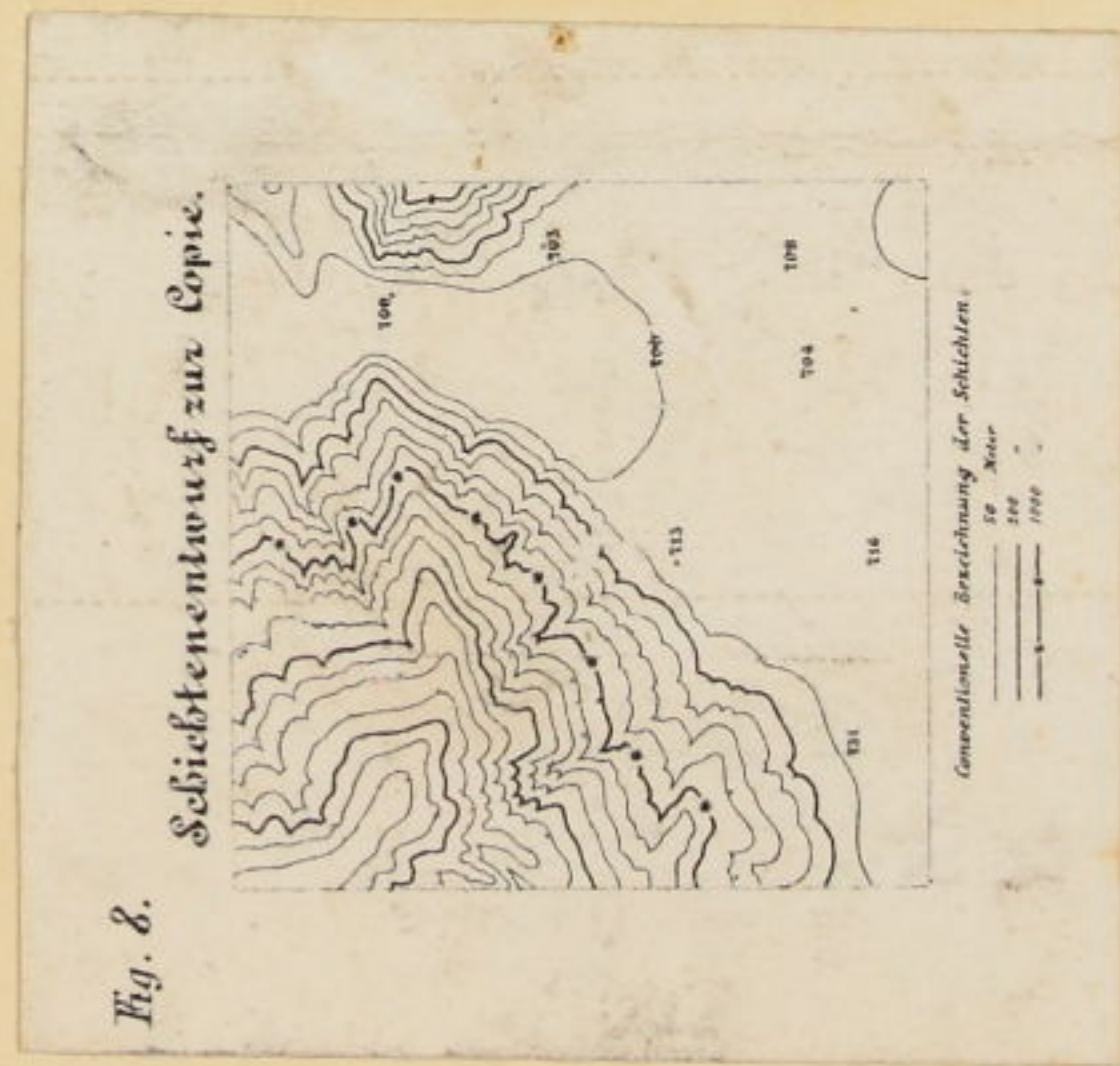 Fig. 8.
Schichtenentwurf zur Copie.
700
703
700
713
708
704
731
716
Conventionelle Bezeichnung der Schichten.
50 Meter
200 "
1000 "